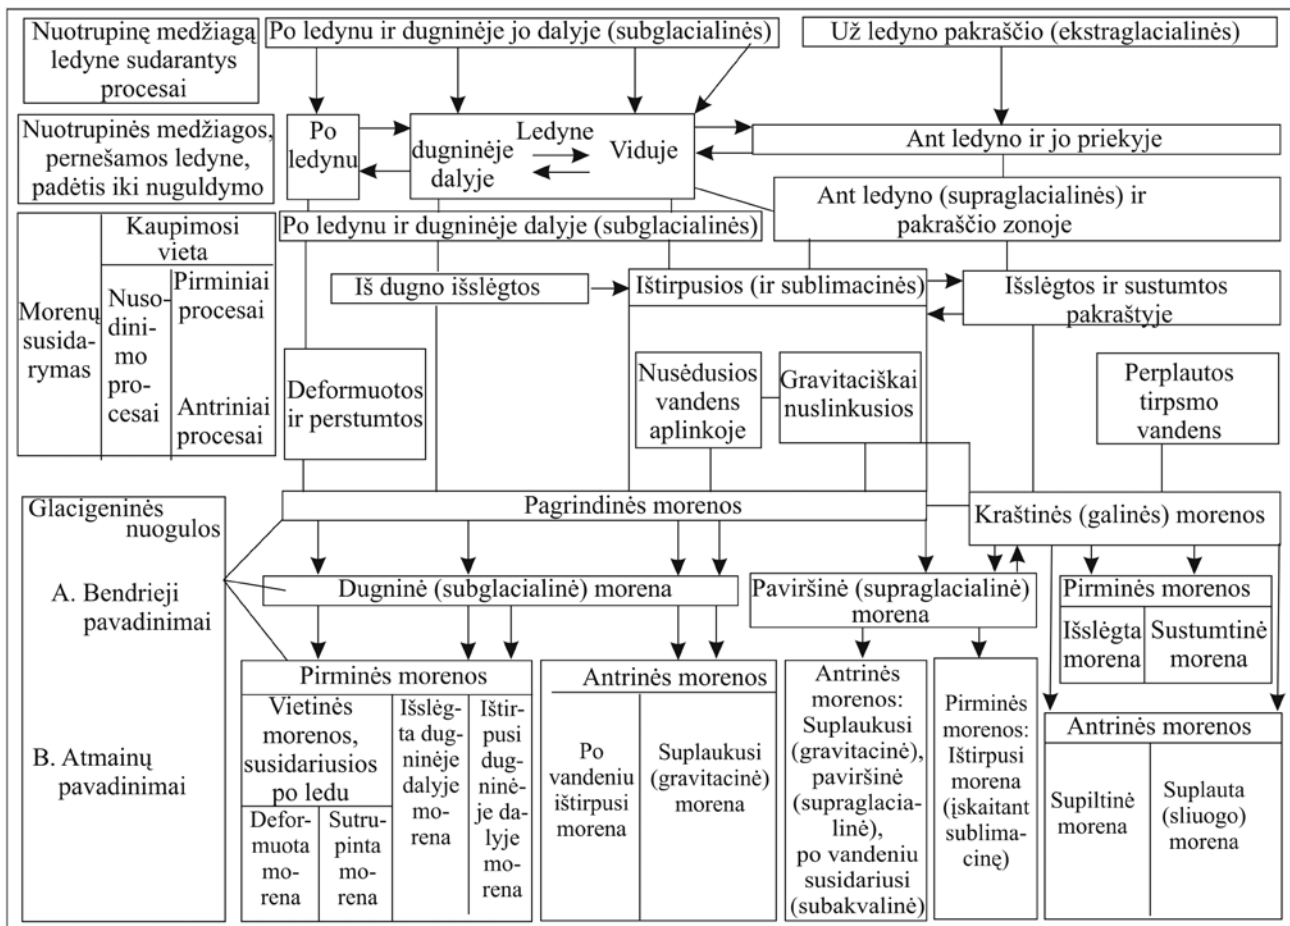 Nuotrupinę medžiagą
ledyne sudarantys
procesai
Po ledynu ir dugninėje jo dalyje (subglacialinės)
Už ledyno pakraščio (ekstraglacialinės)
Nuotrupinės medžiagos,
pernešamos ledyne,
padėtis iki nuguldymo
Po
ledynu
Ledyne
dugninėje
dalyje
Viduje
Ant ledyno ir jo priekyje
Po ledynu ir dugninėje dalyje (subglacialinės)
Ant ledyno (supraglacialinės) ir
pakraščio zonoje
Morenų
susida-
rymas
Kaupimosi
vieta
Nuso-
dini-
mo
pro-
cesai
Pirminiai
procesai
Antriniai
procesai
Iš dugno išslėgtos
Ištirpusios (ir sublimacinės)
Išslėgtos ir sustumtos
pakraštyje
Deformuotos
ir perstumtos
Nusėdusios
vandens
aplinkoje
Gravitaciškai
nuslinkusios
Perplautos
tirpsmo
vandens
Glacigeninės
nuogulos
A. Bendrieji
pavadinimai
B. Atmainų
pavadinimai
Pagrindinės morenos
Kraštinės (galinės) morenos
Dugninė (subglacialinė) morena
Paviršinė (supraglacialinė)
morena
Pirminės morenos
Išslėgta
morena
Sustumtinė
morena
Pirminės morenos
Vietinės
morenos,
susidariusios
po ledu
Defor-
muota
mo-
rena
Sutru-
pinta
mo-
rena
Išslėg-
ta dug-
ninėje
dalyje
mo-
rena
Ištir-
pusi
dug-
ninė-
je da-
lyje
mo-
rena
Antrinės morenos
Po
vandeniu
ištirpusi
morena
Suplaukusi
(gravitacinė)
morena
Antrinės
morenos:
Suplaukusi
(gravitacinė),
paviršinė
(supraglacia-
linė),
po vandeniu
susidariusi
(subakvalinė)
Pirminės
morenos:
Ištirpusi
morena
(įskaitant
sublima-
cinę)
Antrinės morenos
Supiltinė
morena
Suplauta
(sliuogo)
morena